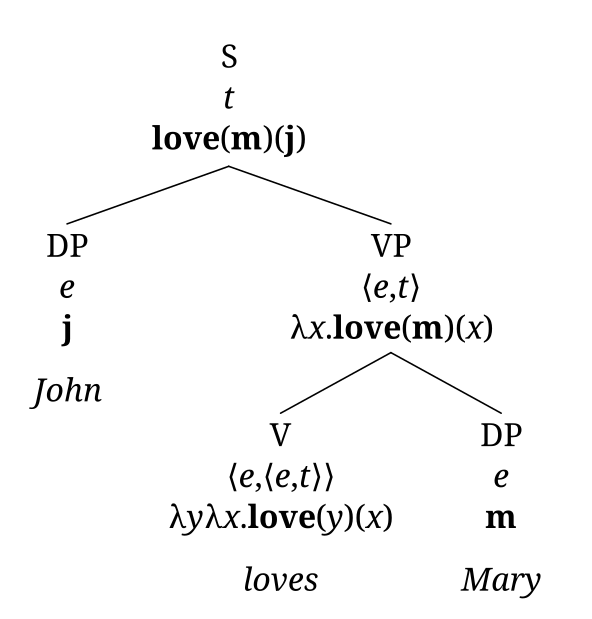 S
t
love(m)(j)
DP
e
j
John
VP
⟨e,t⟩
λx.love(m)(x)
V
⟨e,⟨e,t⟩⟩
λyλx.love(y)(x)
loves
DP
e
m
Mary